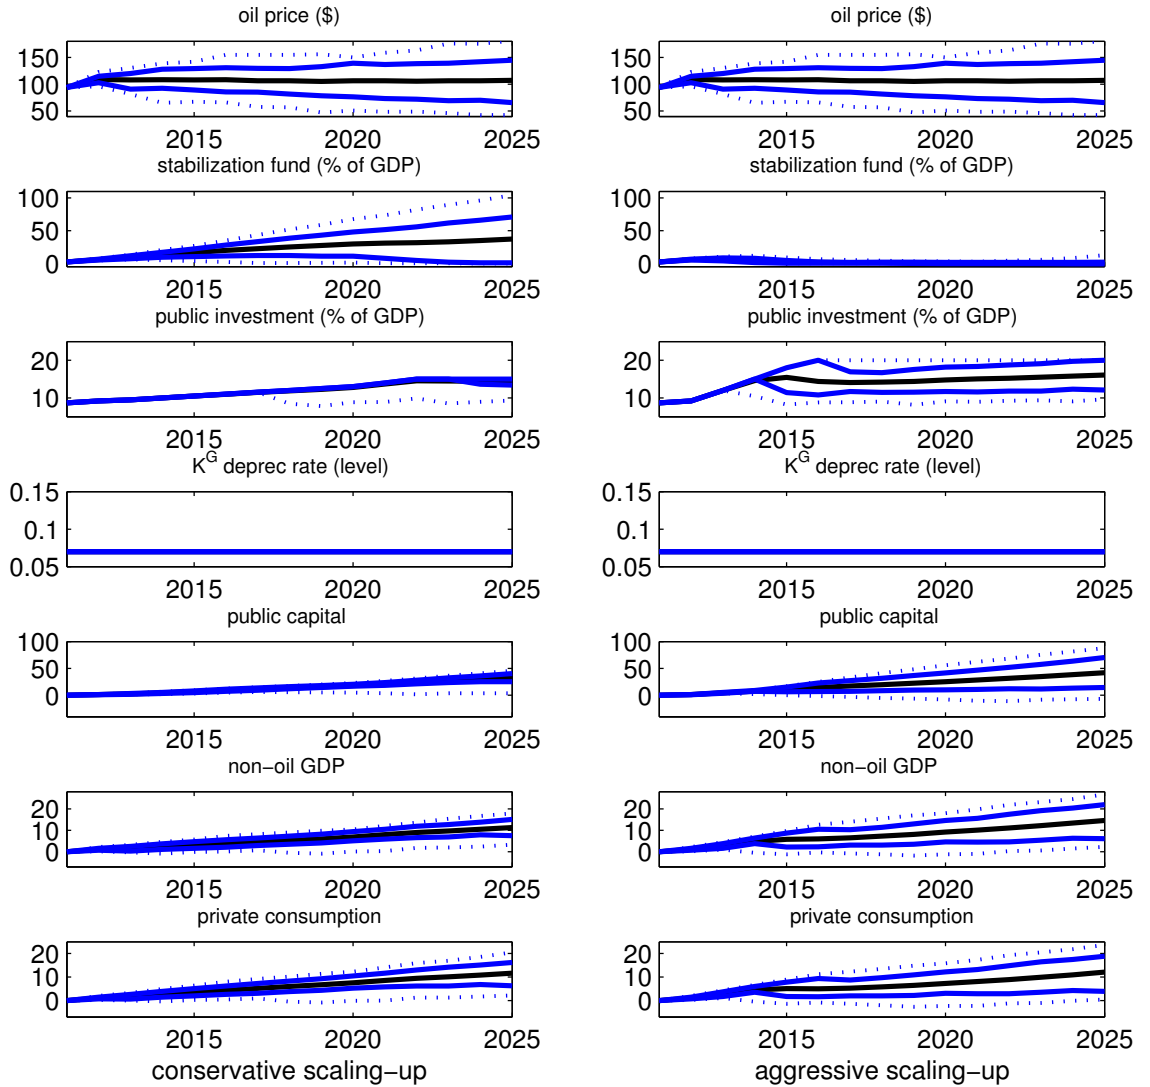 oil price ($) oil price ($)
150 150
100 100
50 50
2015 2020 2025 2015 2020 2025
stabilization fund (% of GDP) stabilization fund (% of GDP)
100 100
50 50
0 0
2015 2020 2025 2015 2020 2025
public investment (% of GDP) public investment (% of GDP)
20 20
10 10
2015 2020 2025 2015 2020 2025
K^G deprec rate (level) K^G deprec rate (level)
0.15 0.15
0.1 0.1
0.05 0.05
2015 2020 2025 2015 2020 2025
public capital public capital
100 100
50 50
0 0
2015 2020 2025 2015 2020 2025
non−oil GDP non−oil GDP
20 20
10 10
0 0
2015 2020 2025 2015 2020 2025
private consumption private consumption
20 20
10 10
0 0
2015 2020 2025 2015 2020 2025
conservative scaling−up aggressive scaling−up